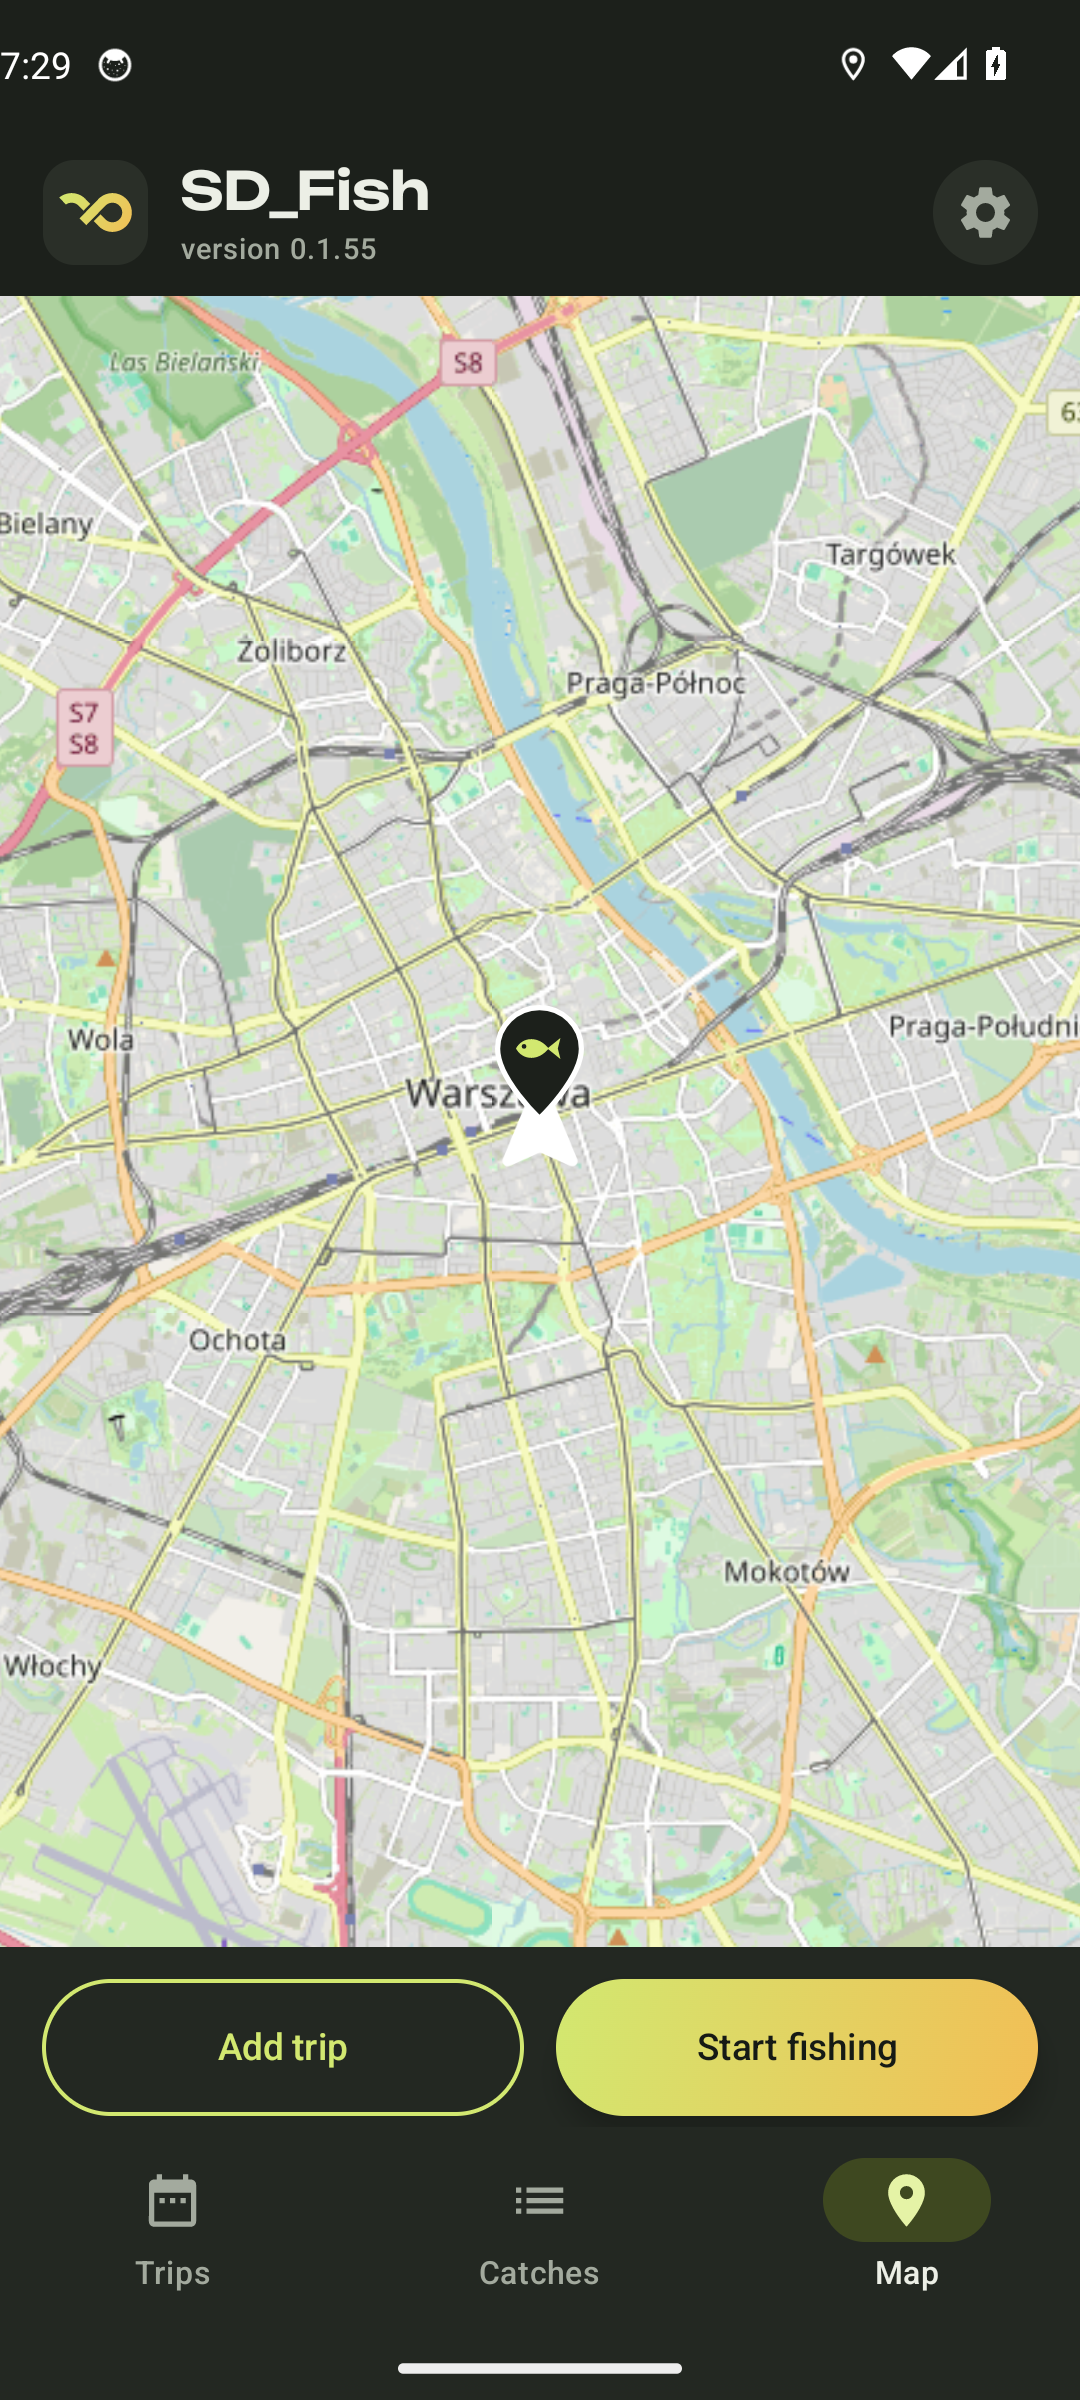 7:29
SD_Fish
version 0.1.55
Las Bielański
S8
Bielany
Targówek
Żoliborz
Praga-Północ
S7
S8
Wola
Praga-Południ
Ochota
Mokotów
Włochy
Add trip
Start fishing
Trips
Catches
Map